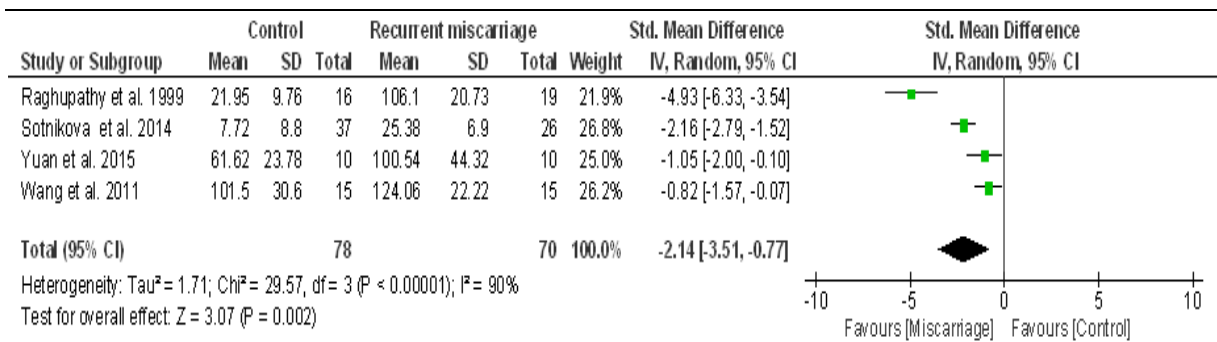 Control Recurrent miscarriage Std. Mean Difference Std. Mean Difference
Study or Subgroup Mean SD Total Mean SD Total Weight IV, Random, 95% CI IV, Random, 95% CI
Raghupathy et al. 1999 21.95 9.76 16 106.1 20.73 19 21.9% -4.93 [-6.33, -3.54]
Sotnikova et al. 2014 7.72 8.8 37 25.38 6.9 26 26.8% -2.16 [-2.79, -1.52]
Yuan et al. 2015 61.62 23.78 10 100.54 44.32 10 25.0% -1.05 [-2.00, -0.10]
Wang et al. 2011 101.5 30.6 15 124.06 22.22 15 26.2% -0.82 [-1.57, -0.07]
Total (95% CI) 78 70 100.0% -2.14 [-3.51, -0.77]
Heterogeneity: Tau² = 1.71; Chi² = 29.57, df = 3 (P < 0.00001); I² = 90%
Test for overall effect: Z = 3.07 (P = 0.002)
-10 -5 0 5 10
Favours [Miscarriage] Favours [Control]